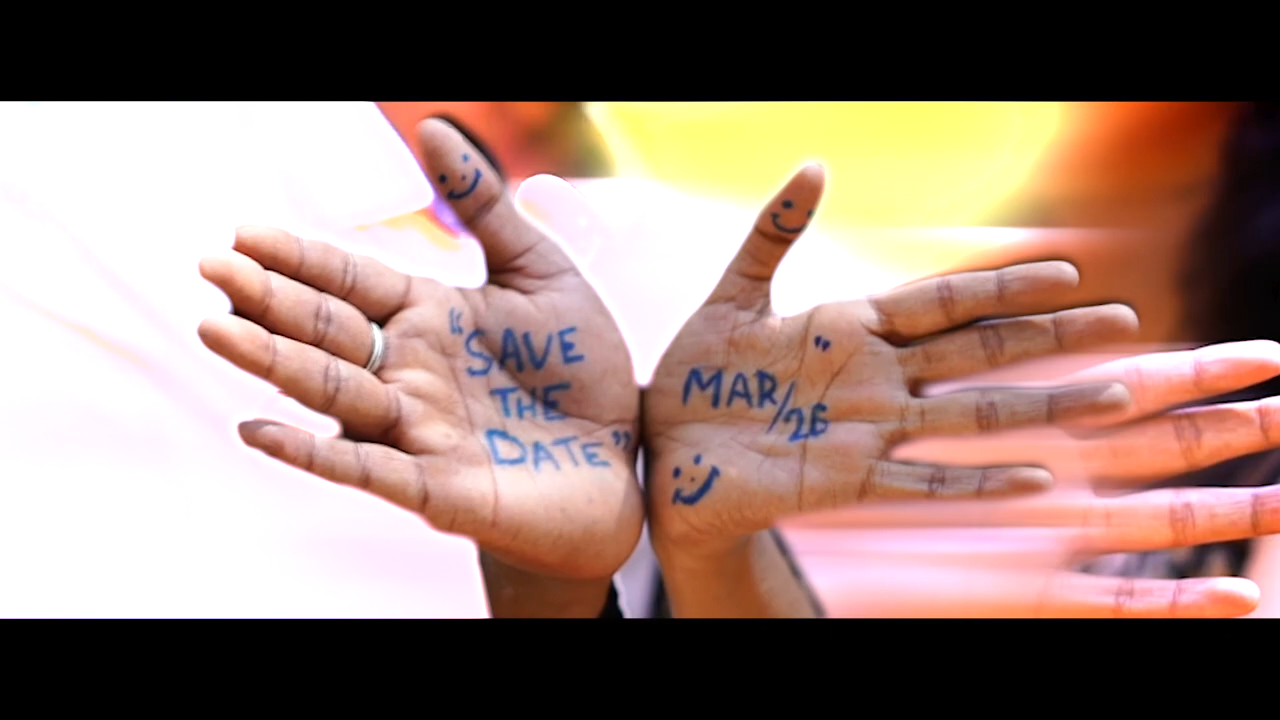 “SAVE
THE
DATE”
"
MAR/26